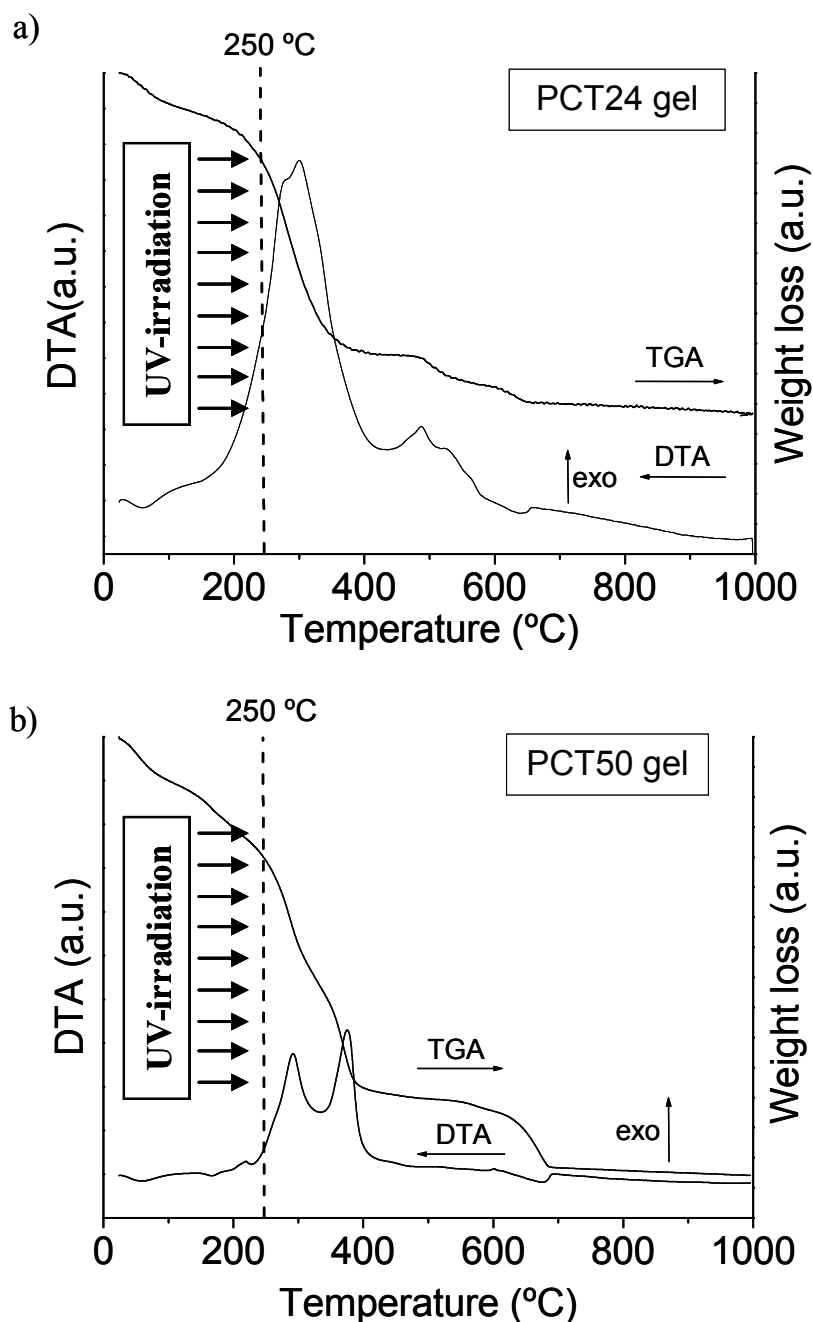 a)
250 ºC
PCT24 gel
UV-irradiation
DTA(a.u.)
Weight loss (a.u.)
TGA
exo
DTA
0 200 400 600 800 1000
Temperature (ºC)
b)
250 ºC
PCT50 gel
UV-irradiation
DTA (a.u.)
Weight loss (a.u.)
TGA
exo
DTA
0 200 400 600 800 1000
Temperature (ºC)